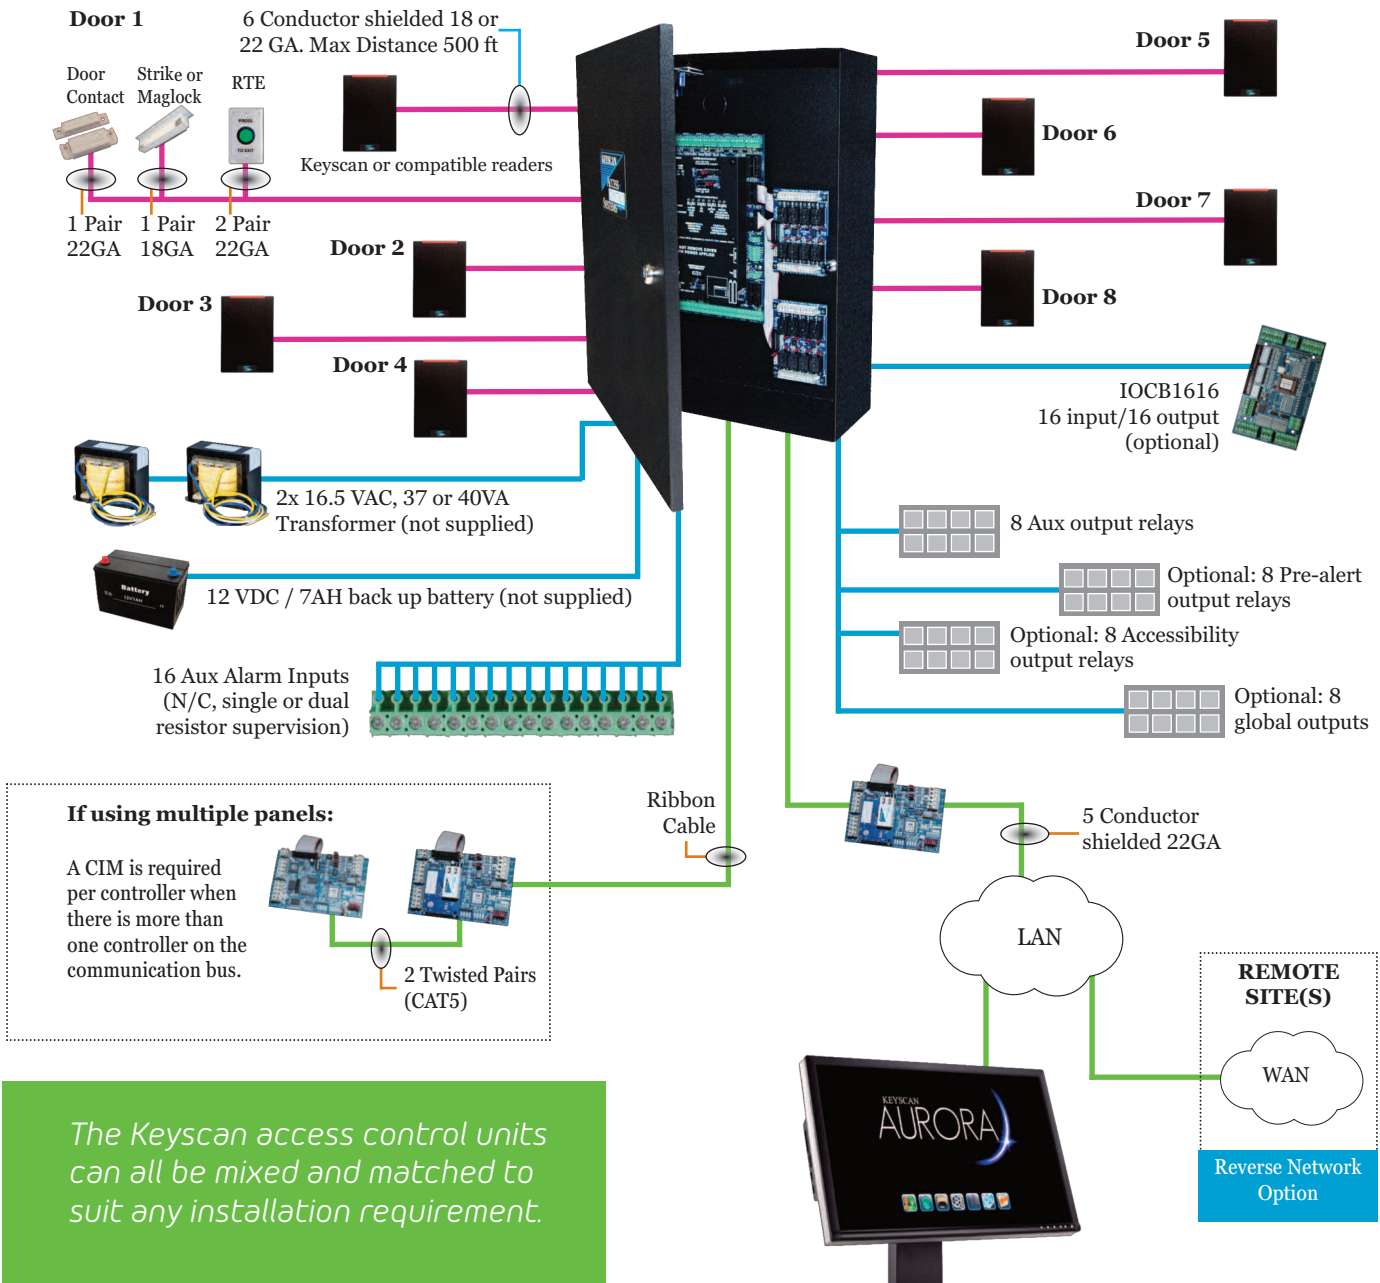 Door 1
6 Conductor shielded 18 or
22 GA. Max Distance 500 ft
Door
Contact
Strike or
Maglock
RTE
PRESS
TO EXIT
Keyscan or compatible readers
1 Pair
22GA
1 Pair
18GA
2 Pair
22GA
Door 2
Door 3
Door 4
Door 5
Door 6
Door 7
Door 8
IOCB1616
16 input/16 output
(optional)
2x 16.5 VAC, 37 or 40VA
Transformer (not supplied)
Battery
12V7AH
12 VDC / 7AH back up battery (not supplied)
16 Aux Alarm Inputs
(N/C, single or dual
resistor supervision)
8 Aux output relays
Optional: 8 Pre-alert
output relays
Optional: 8 Accessibility
output relays
Optional: 8
global outputs
If using multiple panels:
A CIM is required
per controller when
there is more than
one controller on the
communication bus.
2 Twisted Pairs
(CAT5)
Ribbon
Cable
5 Conductor
shielded 22GA
LAN
REMOTE
SITE(S)
WAN
Reverse Network
Option
KEYSCAN
AURORA
The Keyscan access control units
can all be mixed and matched to
suit any installation requirement.